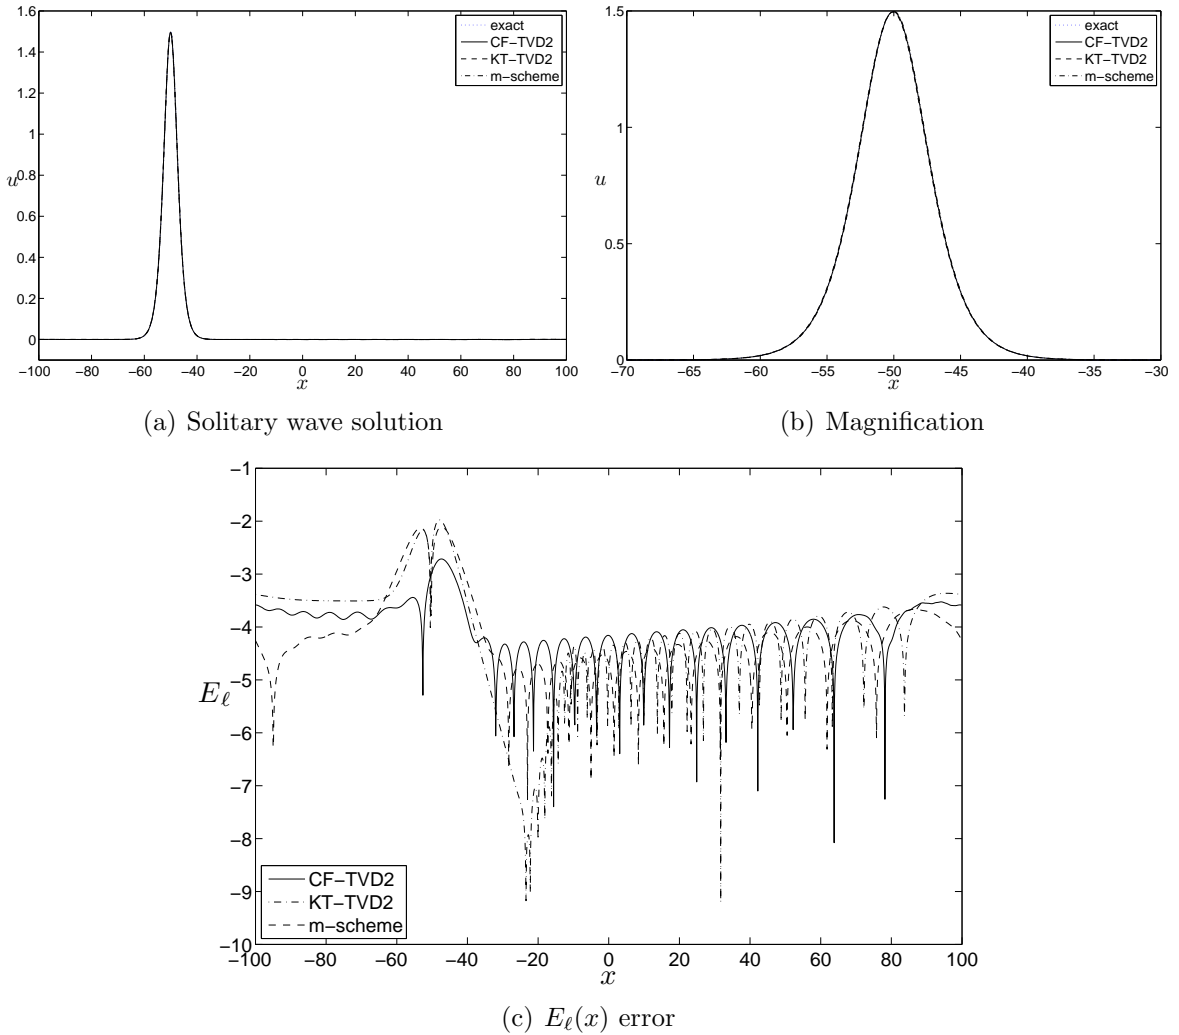 1.6
1.4
1.2
1
0.8
0.6
0.4
0.2
0
u
−100 −80 −60 −40 −20 0 20 40 60 80 100
x
exact
CF−TVD2
KT−TVD2
m−scheme
(a) Solitary wave solution
1.5
1
0.5
0
u
−70 −65 −60 −55 −50 −45 −40 −35 −30
x
exact
CF−TVD2
KT−TVD2
m−scheme
(b) Magnification
−1
−2
−3
−4
−5
−6
−7
−8
−9
−10
Eℓ
−100 −80 −60 −40 −20 0 20 40 60 80 100
x
CF−TVD2
KT−TVD2
m−scheme
(c) Eℓ(x) error